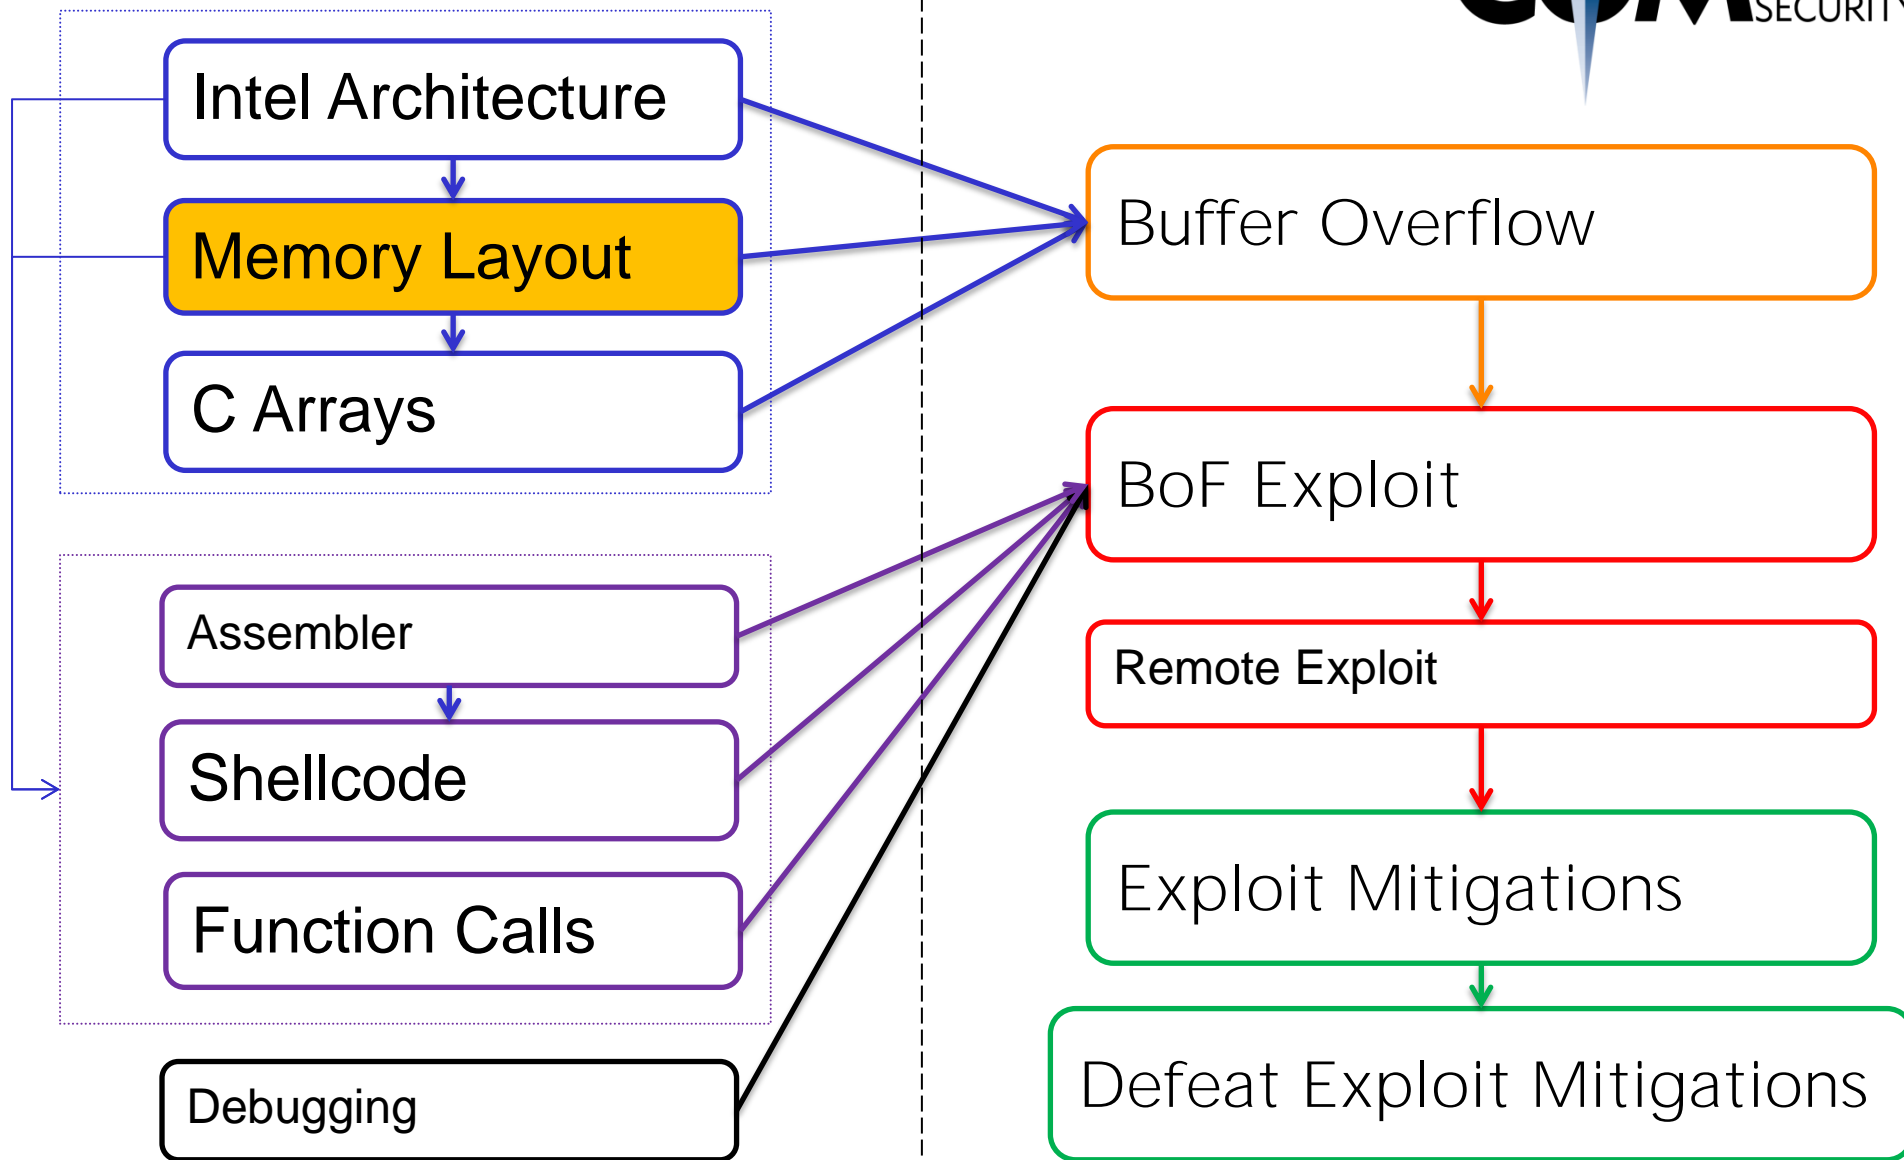 SECURITY
Intel Architecture
Memory Layout
C Arrays
Assembler
Shellcode
Function Calls
Debugging
Buffer Overflow
BoF Exploit
Remote Exploit
Exploit Mitigations
Defeat Exploit Mitigations